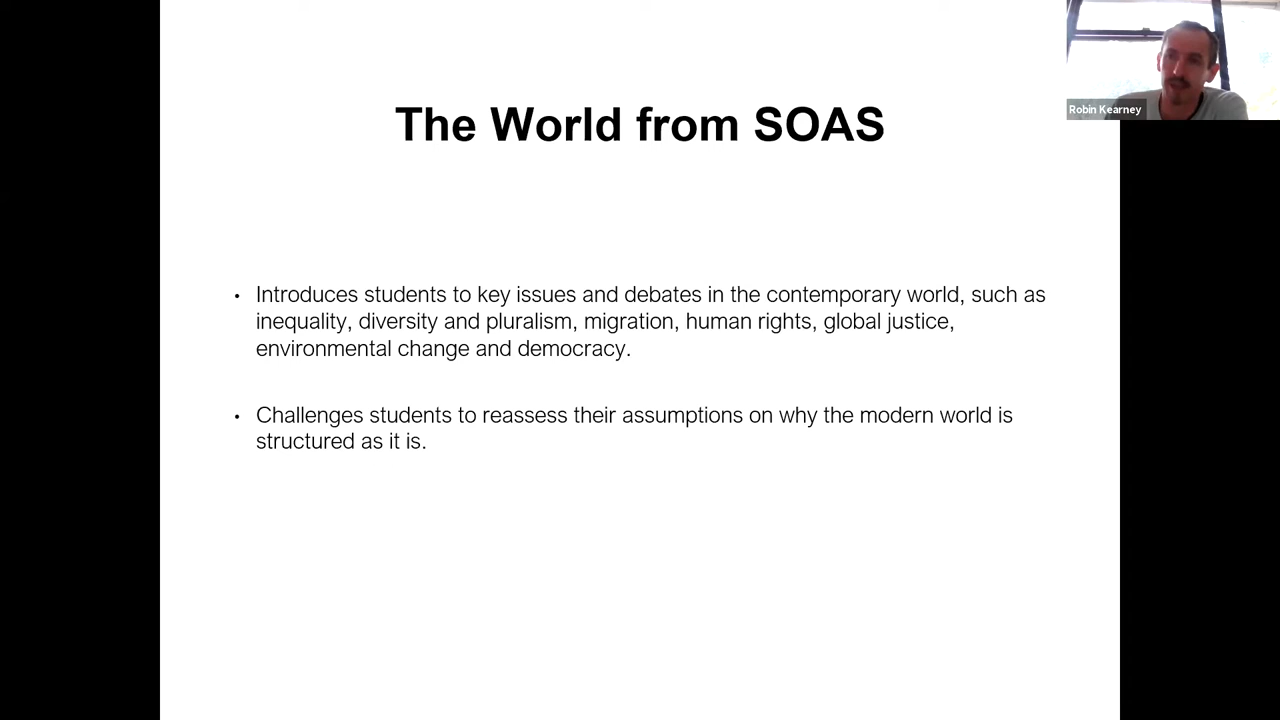 Robin Kearney
The World from SOAS
• Introduces students to key issues and debates in the contemporary world, such as
inequality, diversity and pluralism, migration, human rights, global justice,
environmental change and democracy.
• Challenges students to reassess their assumptions on why the modern world is
structured as it is.